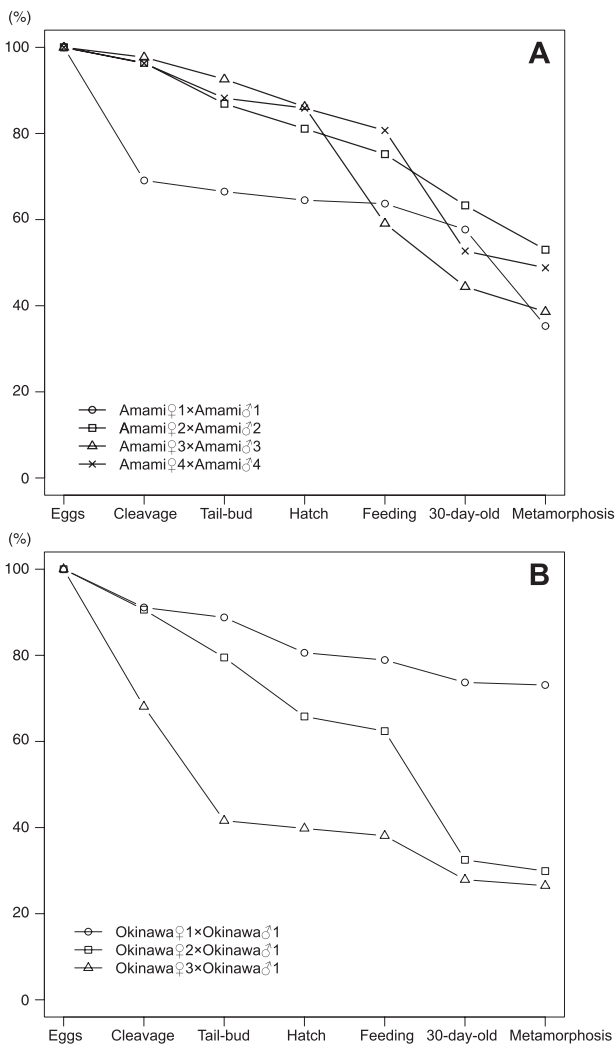 (%)
A
100
80
60
40
20
0
Amami♀1×Amami♂1
Amami♀2×Amami♂2
Amami♀3×Amami♂3
Amami♀4×Amami♂4
Eggs Cleavage Tail-bud Hatch Feeding 30-day-old Metamorphosis
(%)
B
100
80
60
40
20
0
Okinawa♀1×Okinawa♂1
Okinawa♀2×Okinawa♂1
Okinawa♀3×Okinawa♂1
Eggs Cleavage Tail-bud Hatch Feeding 30-day-old Metamorphosis